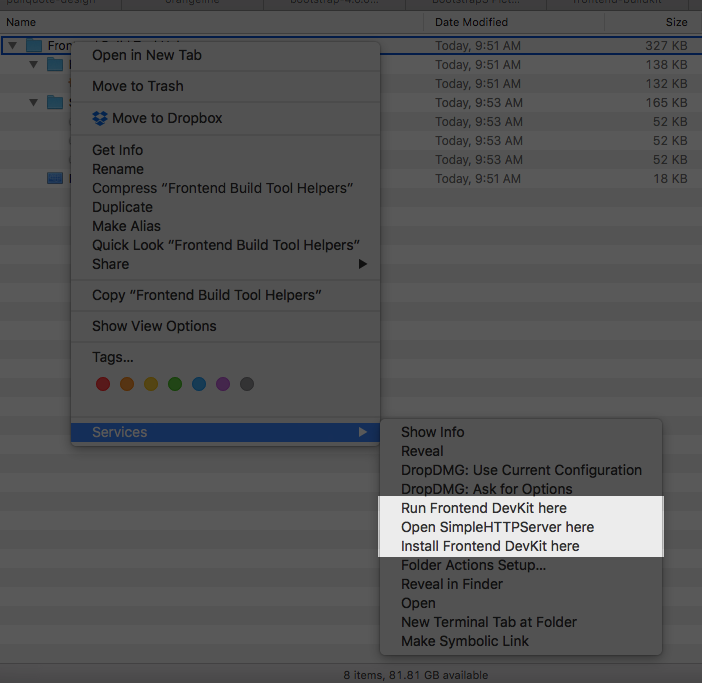 pullquote-design
Name Date Modified Size
Today, 9:51 AM 327 KB
Today, 9:51 AM 138 KB
Today, 9:51 AM 132 KB
Today, 9:53 AM 165 KB
Today, 9:53 AM 52 KB
Today, 9:53 AM 52 KB
Today, 9:53 AM 52 KB
Today, 9:51 AM 18 KB
Open in New Tab
Move to Trash
Move to Dropbox
Get Info
Rename
Compress “Frontend Build Tool Helpers”
Duplicate
Make Alias
Quick Look “Frontend Build Tool Helpers”
Share
Copy “Frontend Build Tool Helpers”
Show View Options
Tags...
Services
Show Info
Reveal
DropDMG: Use Current Configuration
DropDMG: Ask for Options
Run Frontend DevKit here
Open SimpleHTTPServer here
Install Frontend DevKit here
Folder Actions Setup...
Reveal in Finder
Open
New Terminal Tab at Folder
Make Symbolic Link
8 items, 81.81 GB available